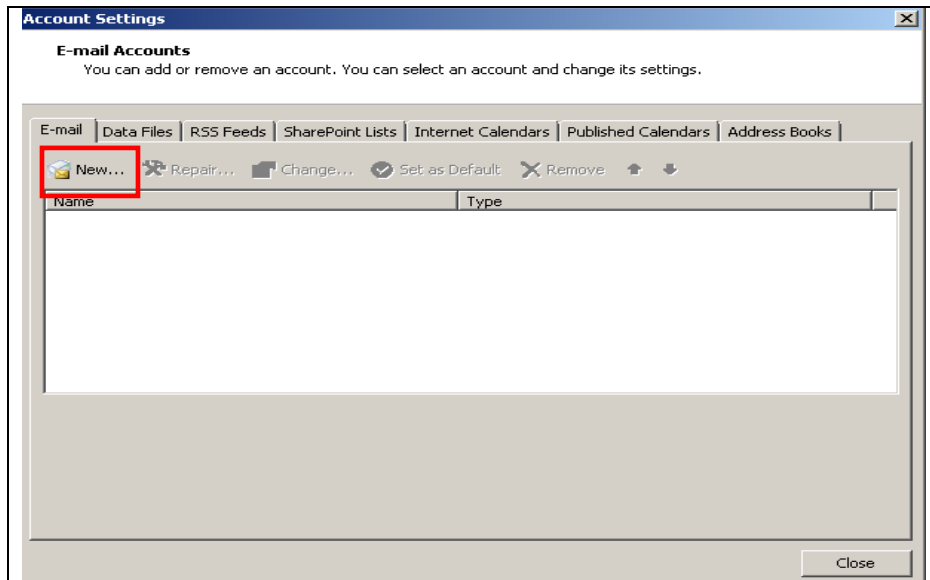 Account Settings
E-mail Accounts
You can add or remove an account. You can select an account and change its settings.
E-mail Data Files RSS Feeds SharePoint Lists Internet Calendars Published Calendars Address Books
New... Repair... Change... Set as Default Remove
Name Type
Close